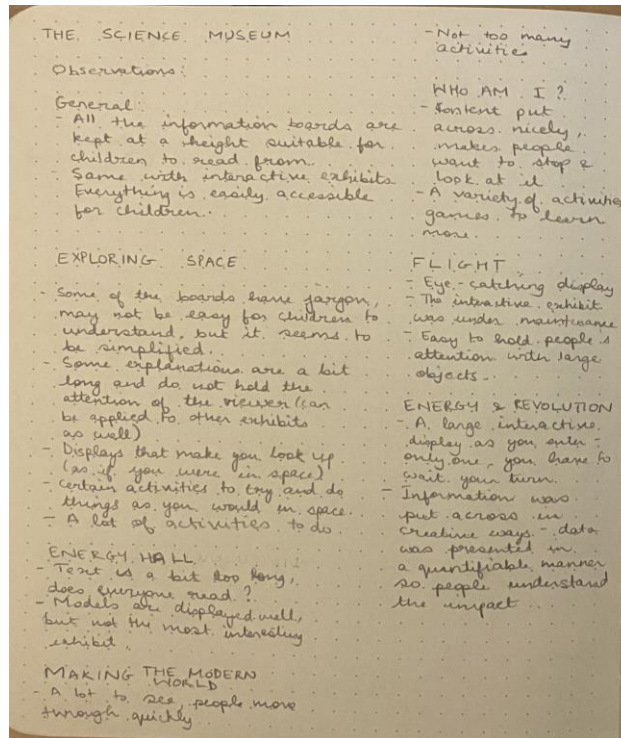 THE SCIENCE MUSEUM
Observations:
General:
- All the information boards are
kept at a height suitable for
children to read from.
- Same with interactive exhibits
Everything is easily accessible
for children.
EXPLORING SPACE
- Some of the boards have jargon,
may not be easy for children to
understand, but it seems to
be simplified.
- Some explanations are a bit
long and do not hold the
attention of the viewer (can
be applied to other exhibits
as well)
- Displays that make you look up
(as if you were in space)
- Certain activities to try and do
things as you would in space.
- A lot of activities to do
ENERGY HALL
- Text is a bit too long,
does everyone read?
- Models are displayed well,
but not the most interesting
exhibit.
MAKING THE MODERN
WORLD
- A lot to see, people move
through quickly
- Not too many
activities
WHO AM I?
- Content put
across nicely,
makes people
want to stop &
look at it
- A variety of activities
games to learn
more.
FLIGHT
- Eye-catching display
- The interactive exhibit
was under maintenance
- Easy to hold people's
attention with large
objects.
ENERGY & REVOLUTION
- A large interactive
display as you enter -
only one, you have to
wait your turn.
- Information was
put across in
creative ways - data
was presented in
a quantifiable manner
so people understand
the impact